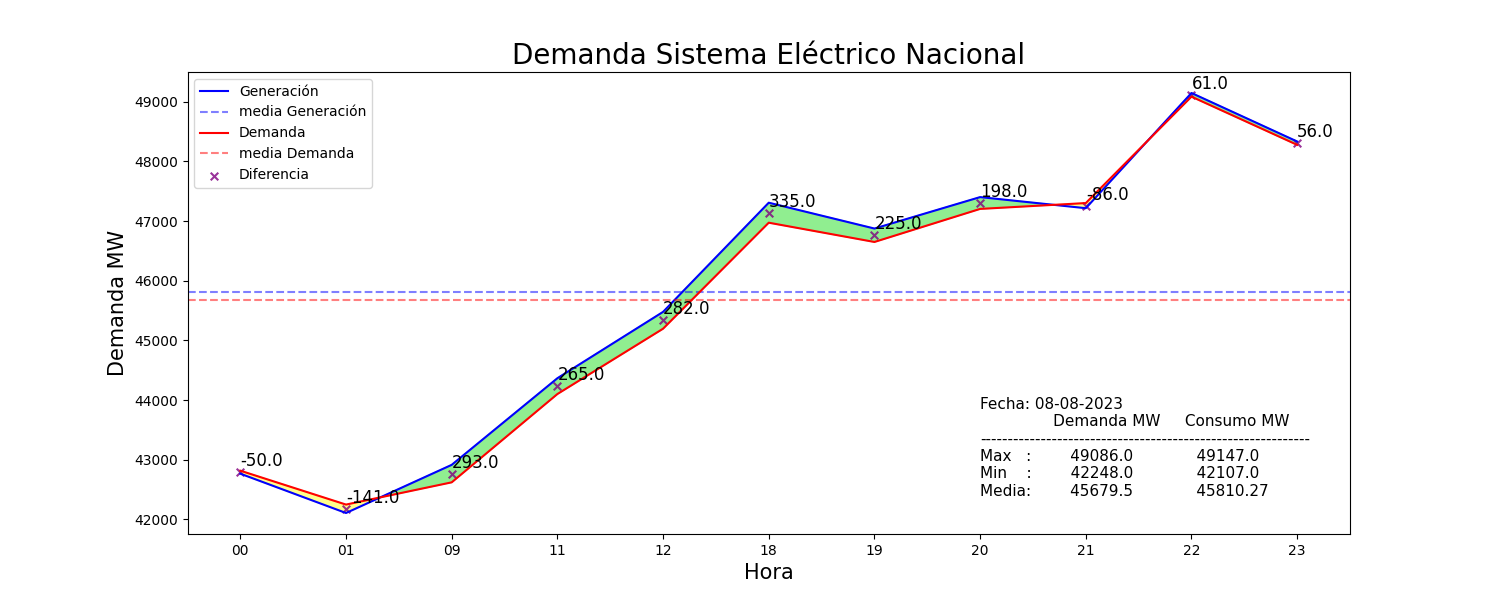 Demanda Sistema Eléctrico Nacional
Generación
media Generación
Demanda
media Demanda
Diferencia
Demanda MW
49000
48000
47000
46000
45000
44000
43000
42000
-50.0
-141.0
293.0
265.0
282.0
335.0
225.0
198.0
-86.0
61.0
56.0
Fecha: 08-08-2023
Demanda MW Consumo MW
--------------------------------------------------------------
Max : 49086.0 49147.0
Min : 42248.0 42107.0
Media: 45679.5 45810.27
00 01 09 11 12 18 19 20 21 22 23
Hora